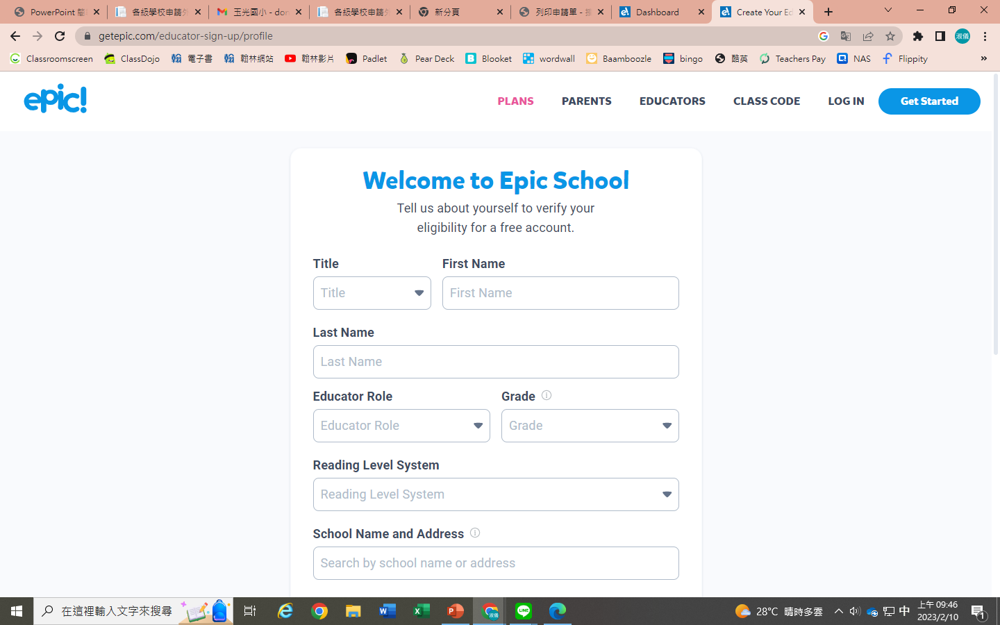 PowerPoint 簡
各級學校申請外
玉光國小 - don
各級學校申請外
新分頁
列印申請單 - 招
Dashboard
Create Your Ed
getepic.com/educator-sign-up/profile
淑儀
Classroomscreen
ClassDojo
電子書
翰林網站
翰林影片
Padlet
Pear Deck
Blooket
wordwall
Baamboozle
bingo
酷英
Teachers Pay
NAS
Flippity
epic!
PLANS
PARENTS
EDUCATORS
CLASS CODE
LOG IN
Get Started
Welcome to Epic School
Tell us about yourself to verify your
eligibility for a free account.
Title
First Name
Title
First Name
Last Name
Last Name
Educator Role
Grade
Educator Role
Grade
Reading Level System
Reading Level System
School Name and Address
Search by school name or address
在這裡輸入文字來搜尋
28°C 晴時多雲
中
上午 09:46
2023/2/10
1